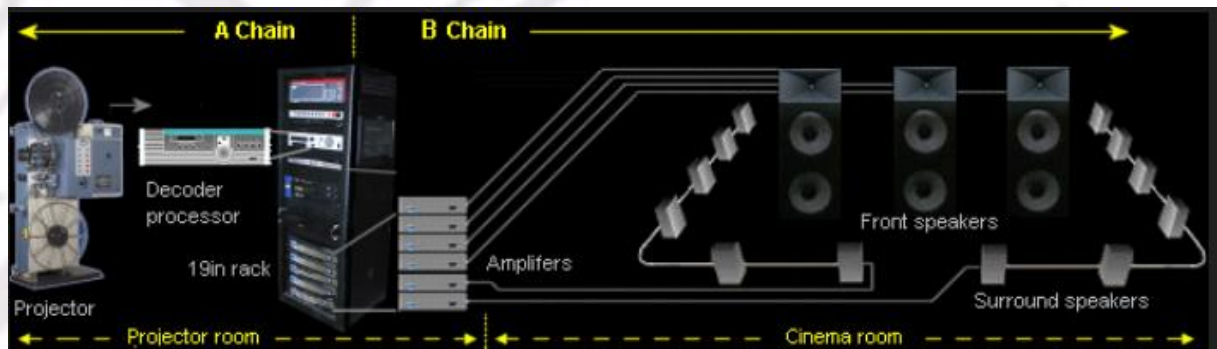 A Chain
B Chain
Decoder
processor
Front speakers
19in rack
Amplifers
Projector
Surround speakers
Projector room
Cinema room